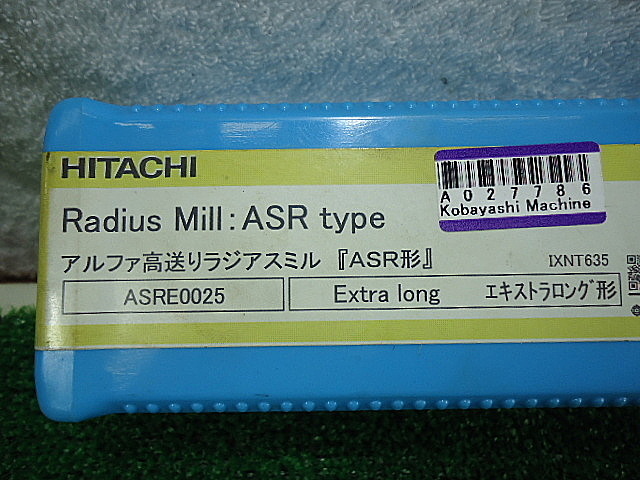 HITACHI
A027786
Kobayashi Machine
Radius Mill：ASR type
アルファ高送りラジアスミル 『ASR形』
IXNT635
ASRE0025
Extra long エキストラロング形